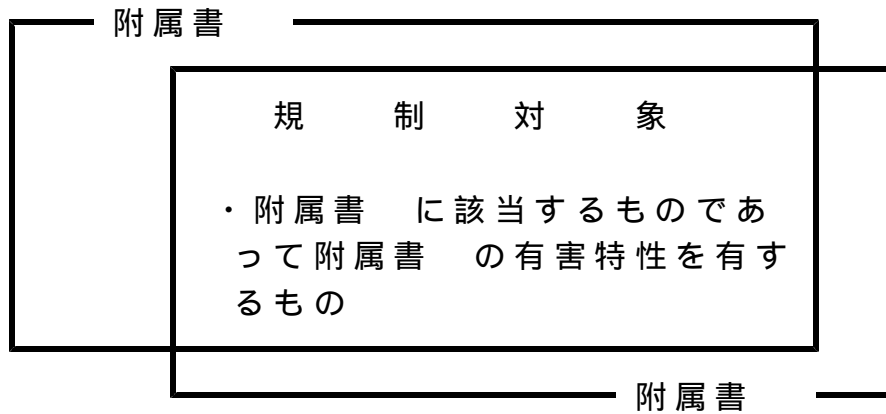 附属書
規制対象
・附属書 に該当するものであ
って附属書 の有害特性を有す
るもの
附属書